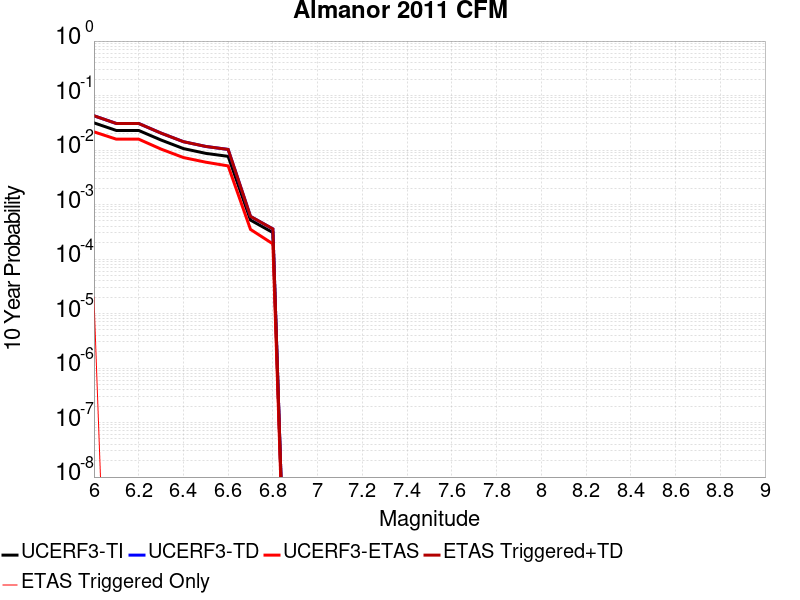 Almanor 2011 CFM
10 Year Probability
10^0
10^-1
10^-2
10^-3
10^-4
10^-5
10^-6
10^-7
10^-8
6 6.2 6.4 6.6 6.8 7 7.2 7.4 7.6 7.8 8 8.2 8.4 8.6 8.8 9
Magnitude
UCERF3-TI UCERF3-TD UCERF3-ETAS ETAS Triggered+TD
ETAS Triggered Only